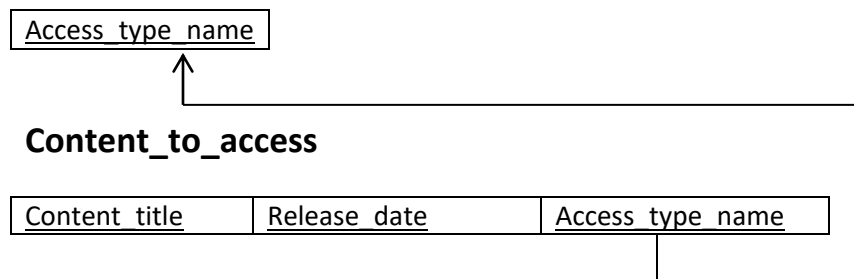 Access_type_name
Content_to_access
Content_title Release_date Access_type_name